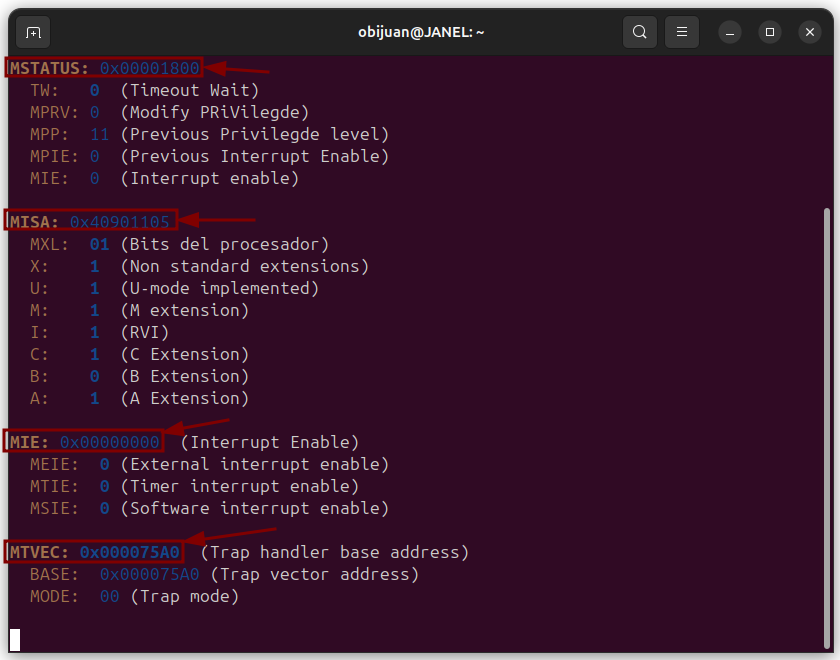 obijuan@JANEL: ~
MSTATUS: 0x00001800
TW: 0 (Timeout Wait)
MPRV: 0 (Modify PRiVilegde)
MPP: 11 (Previous Privilegde level)
MPIE: 0 (Previous Interrupt Enable)
MIE: 0 (Interrupt enable)
MISA: 0x40901105
MXL: 01 (Bits del procesador)
X: 1 (Non standard extensions)
U: 1 (U-mode implemented)
M: 1 (M extension)
I: 1 (RVI)
C: 1 (C Extension)
B: 0 (B Extension)
A: 1 (A Extension)
MIE: 0x00000000 (Interrupt Enable)
MEIE: 0 (External interrupt enable)
MTIE: 0 (Timer interrupt enable)
MSIE: 0 (Software interrupt enable)
MTVEC: 0x000075A0 (Trap handler base address)
BASE: 0x000075A0 (Trap vector address)
MODE: 00 (Trap mode)